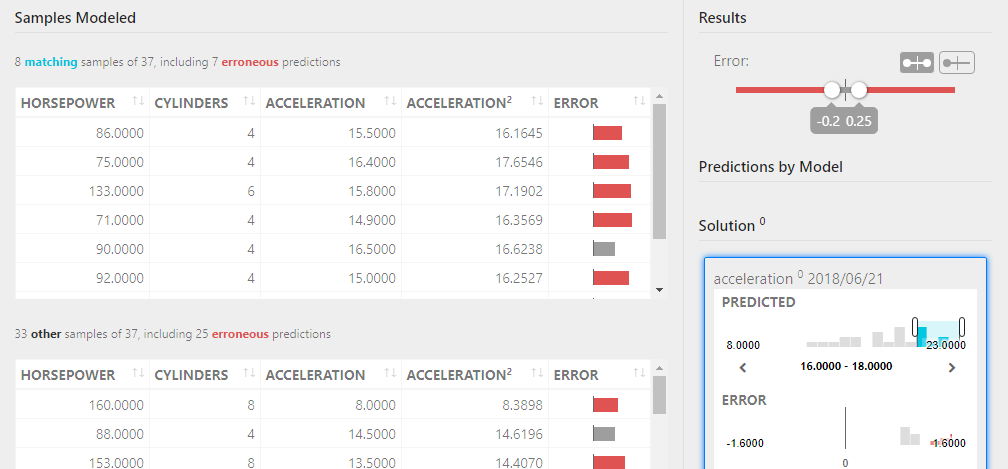 Samples Modeled
8 matching samples of 37, including 7 erroneous predictions
HORSEPOWER CYLINDERS ACCELERATION ACCELERATION² ERROR
86.0000 4 15.5000 16.1645
75.0000 4 16.4000 17.6546
133.0000 6 15.8000 17.1902
71.0000 4 14.9000 16.3569
90.0000 4 16.5000 16.6238
92.0000 4 15.0000 16.2527
33 other samples of 37, including 25 erroneous predictions
HORSEPOWER CYLINDERS ACCELERATION ACCELERATION² ERROR
160.0000 8 8.0000 8.3898
88.0000 4 14.5000 14.6196
153.0000 8 13.5000 14.4070
Results
Error:
-0.2 0.25
Predictions by Model
Solution 0
acceleration 0 2018/06/21
PREDICTED
8.0000 23.0000
16.0000 - 18.0000
ERROR
-1.6000 1.6000
0